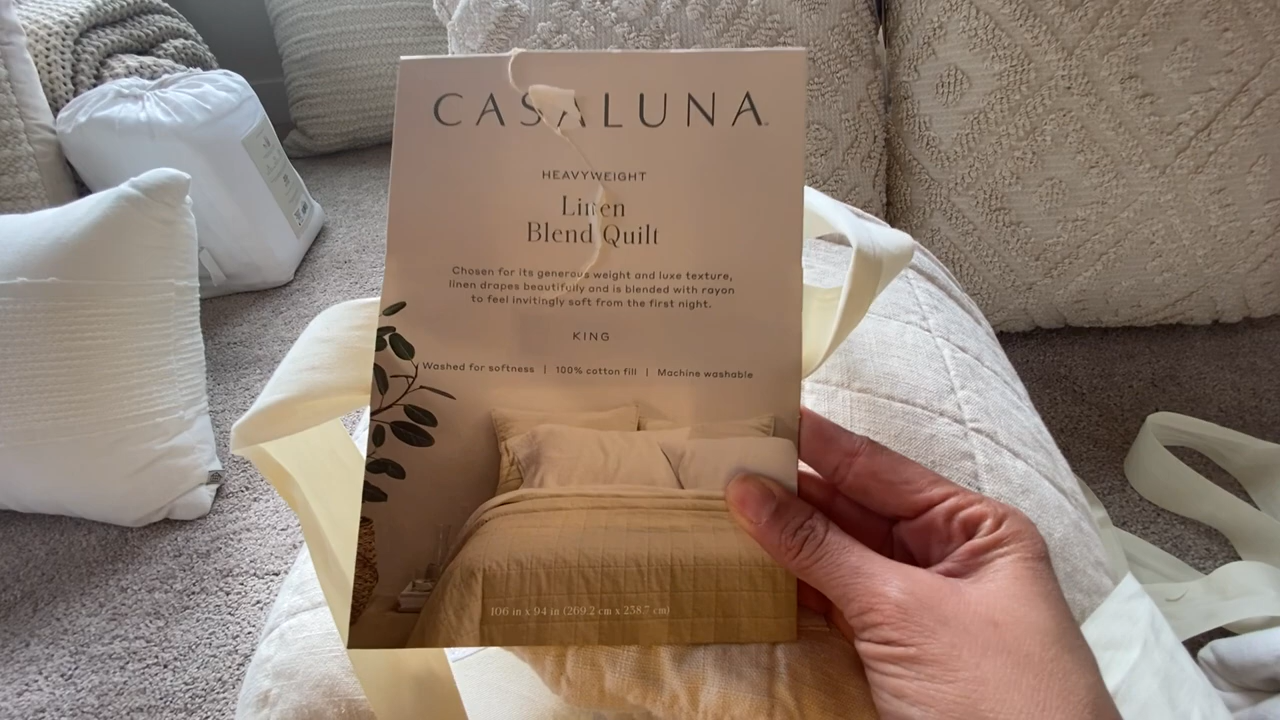 CASALUNA
HEAVYWEIGHT
Linen
Blend Quilt
Chosen for its generous weight and luxe texture,
linen drapes beautifully and is blended with rayon
to feel invitingly soft from the first night.
KING
Washed for softness | 100% cotton fill | Machine washable
106 in x 94 in (269.2 cm x 238.7 cm)